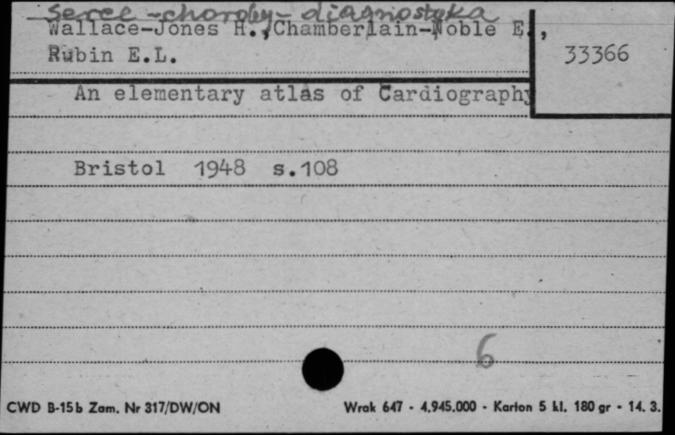 Serce - choroby - diagnostyka
Wallace-Jones H., Chamberlain-Noble E.,
Rubin E.L.
33366
An elementary atlas of Cardiography
Bristol 1948 s.108
6
CWD B-15b Zam. Nr 317/DW/ON
Wrak 647 - 4.945.000 - Karton 5 kl. 180 gr - 14. 3.